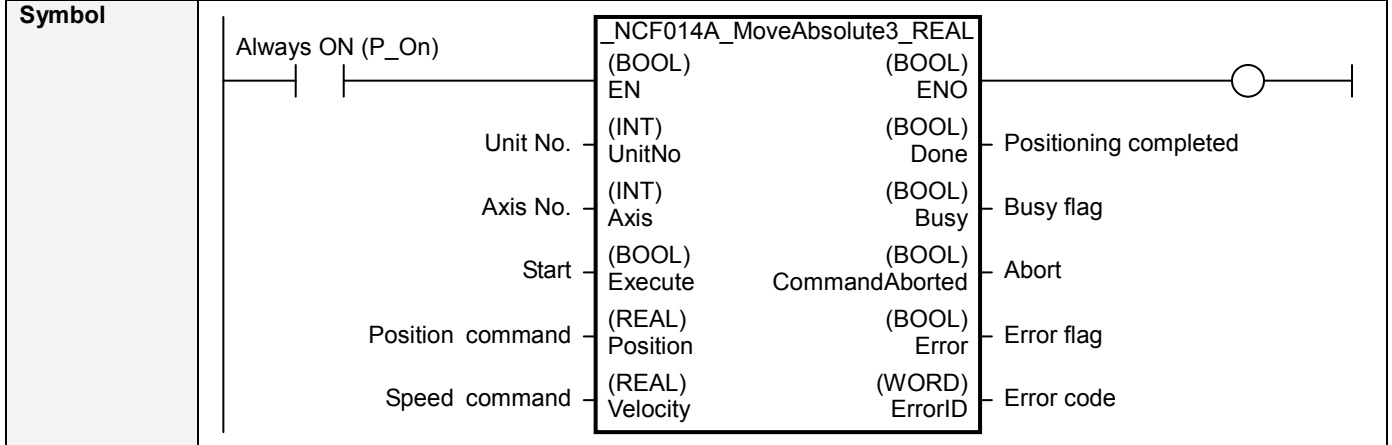 Symbol
Always ON (P_On)
_NCF014A_MoveAbsolute3_REAL
(BOOL) (BOOL)
EN ENO
(INT) (BOOL)
Unit No. UnitNo Done Positioning completed
(INT) (BOOL)
Axis No. Axis Busy Busy flag
(BOOL) (BOOL)
Start Execute CommandAborted Abort
(REAL) (BOOL)
Position command Position Error Error flag
(REAL) (WORD)
Speed command Velocity ErrorID Error code